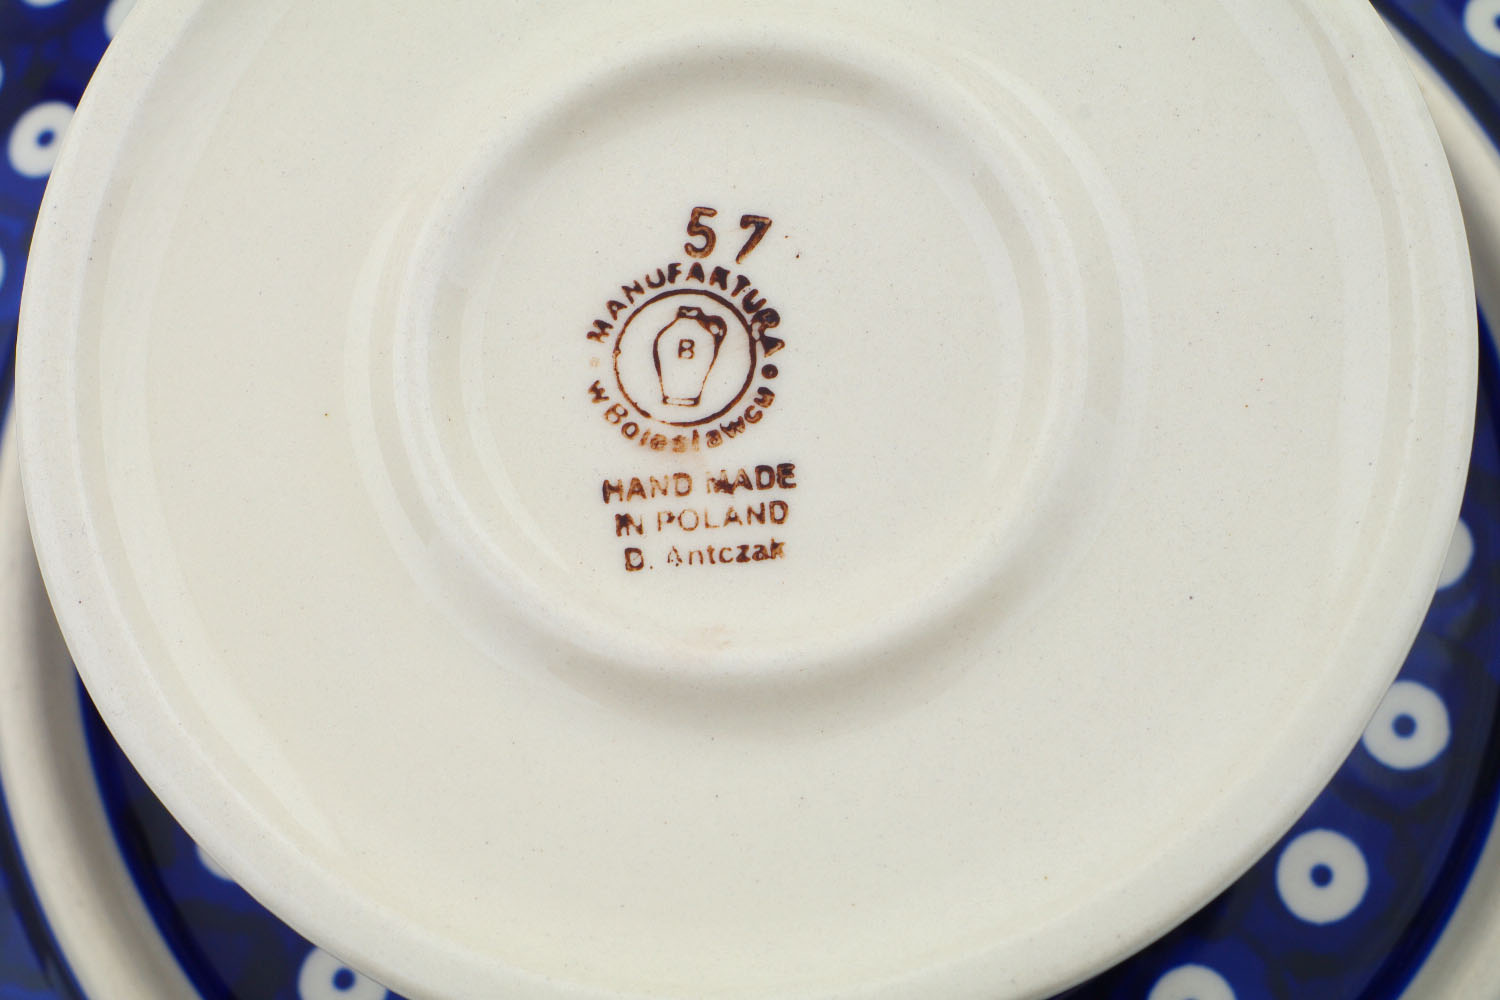 57
MANUFAKTURA
B
w Bolesławcu
HAND MADE
IN POLAND
B. Antczak